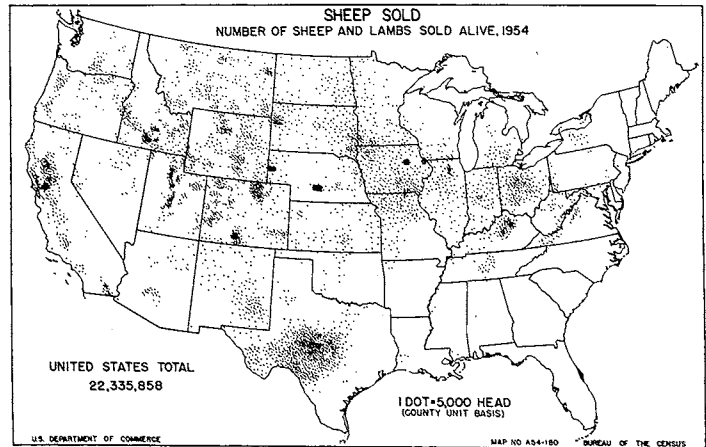 SHEEP SOLD
NUMBER OF SHEEP AND LAMBS SOLD ALIVE, 1954
UNITED STATES TOTAL
22,335,858
1 DOT=5,000 HEAD
(COUNTY UNIT BASIS)
U.S. DEPARTMENT OF COMMERCE
MAP NO A54-180 BUREAU OF THE CENSUS